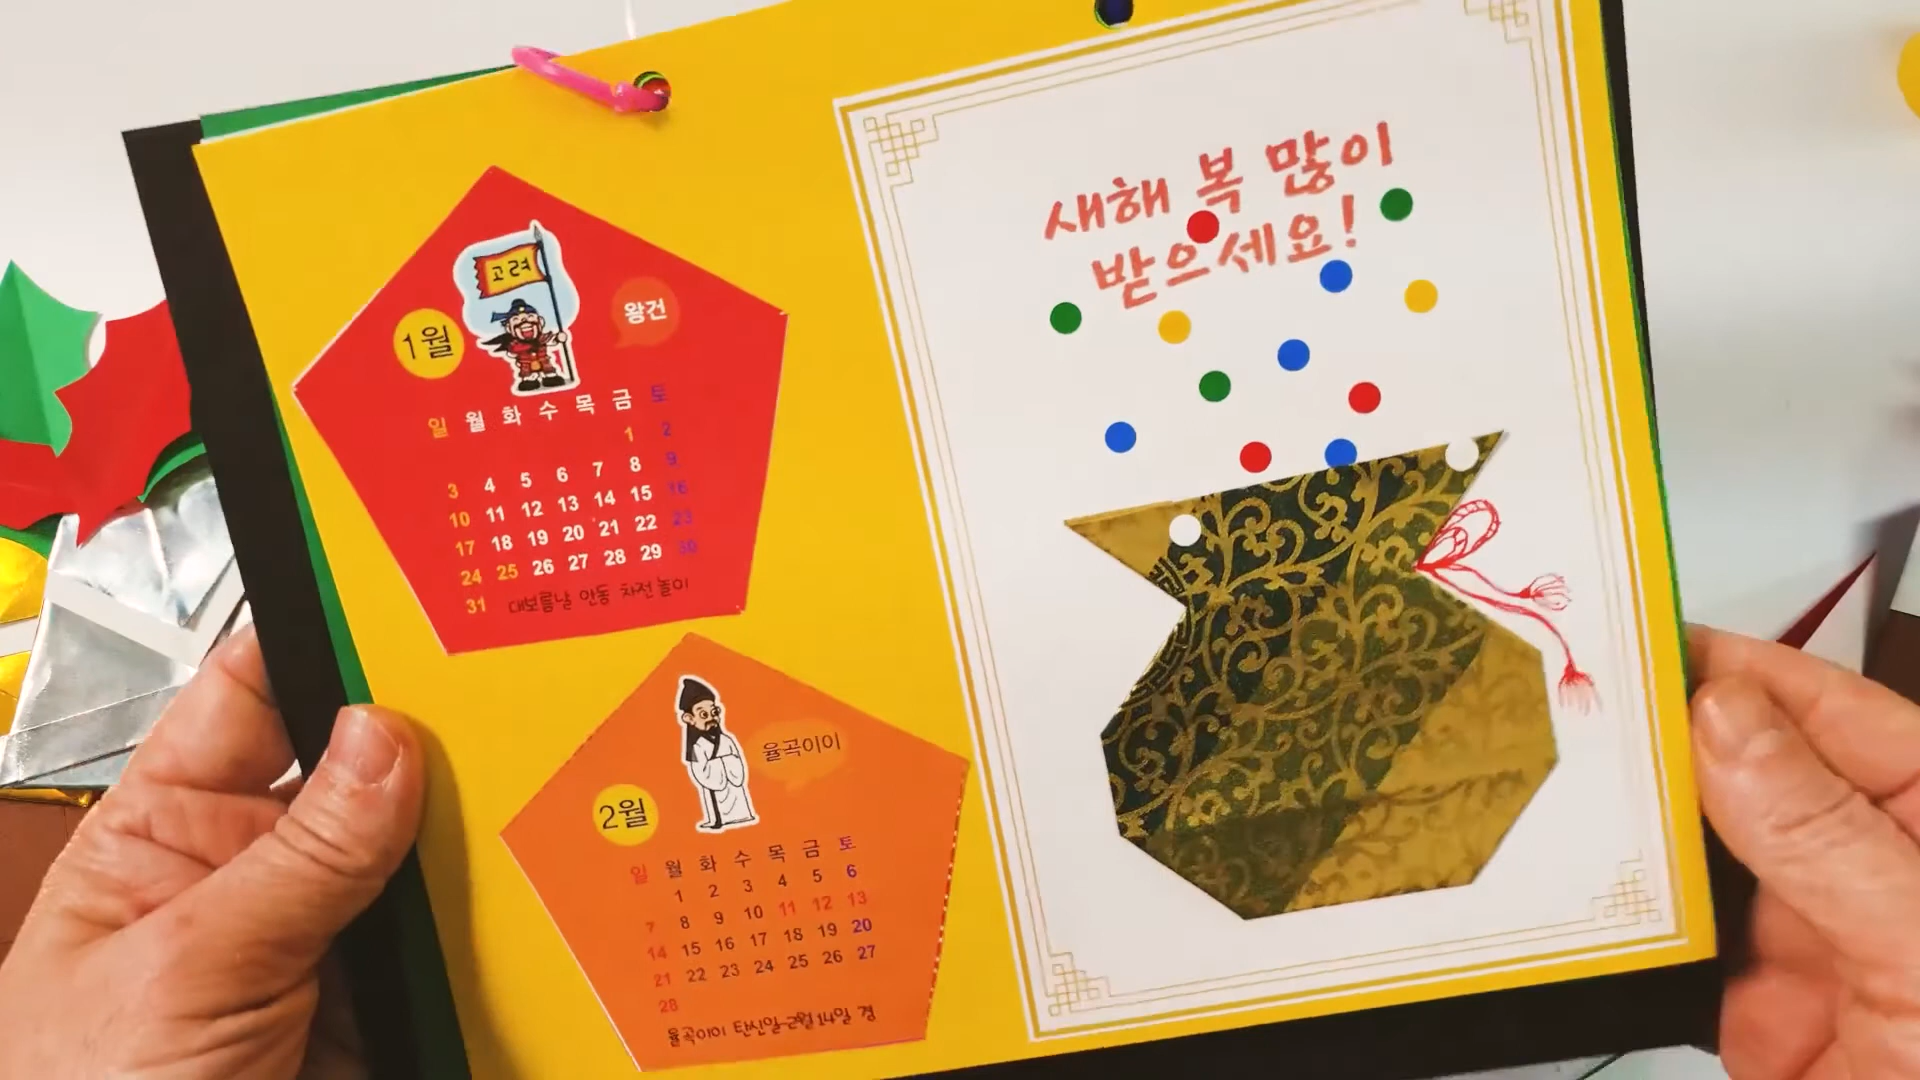 고려
왕건
1월
일 월 화 수 목 금 토
1 2
3 4 5 6 7 8 9
10 11 12 13 14 15 16
17 18 19 20 21 22 23
24 25 26 27 28 29 30
31 대보름날 안동 차전놀이
율곡이이
2월
일 월 화 수 목 금 토
1 2 3 4 5 6
7 8 9 10 11 12 13
14 15 16 17 18 19 20
21 22 23 24 25 26 27
28
율곡이이 탄신일 2월 14일 경
새해 복 많이
받으세요!